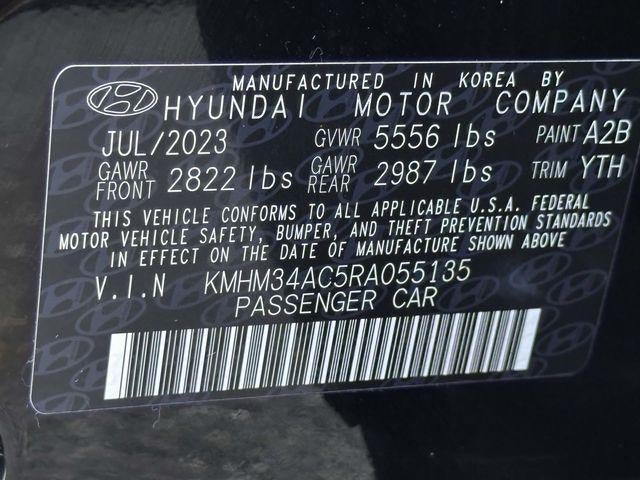 MANUFACTURED IN KOREA BY
HYUNDAI MOTOR COMPANY
JUL/2023 GVWR 5556 lbs PAINT A2B
GAWR FRONT 2822 lbs GAWR REAR 2987 lbs TRIM YTH
THIS VEHICLE CONFORMS TO ALL APPLICABLE U.S.A. FEDERAL
MOTOR VEHICLE SAFETY, BUMPER, AND THEFT PREVENTION STANDARDS
IN EFFECT ON THE DATE OF MANUFACTURE SHOWN ABOVE
V.I.N KMHM34AC5RA055135
PASSENGER CAR